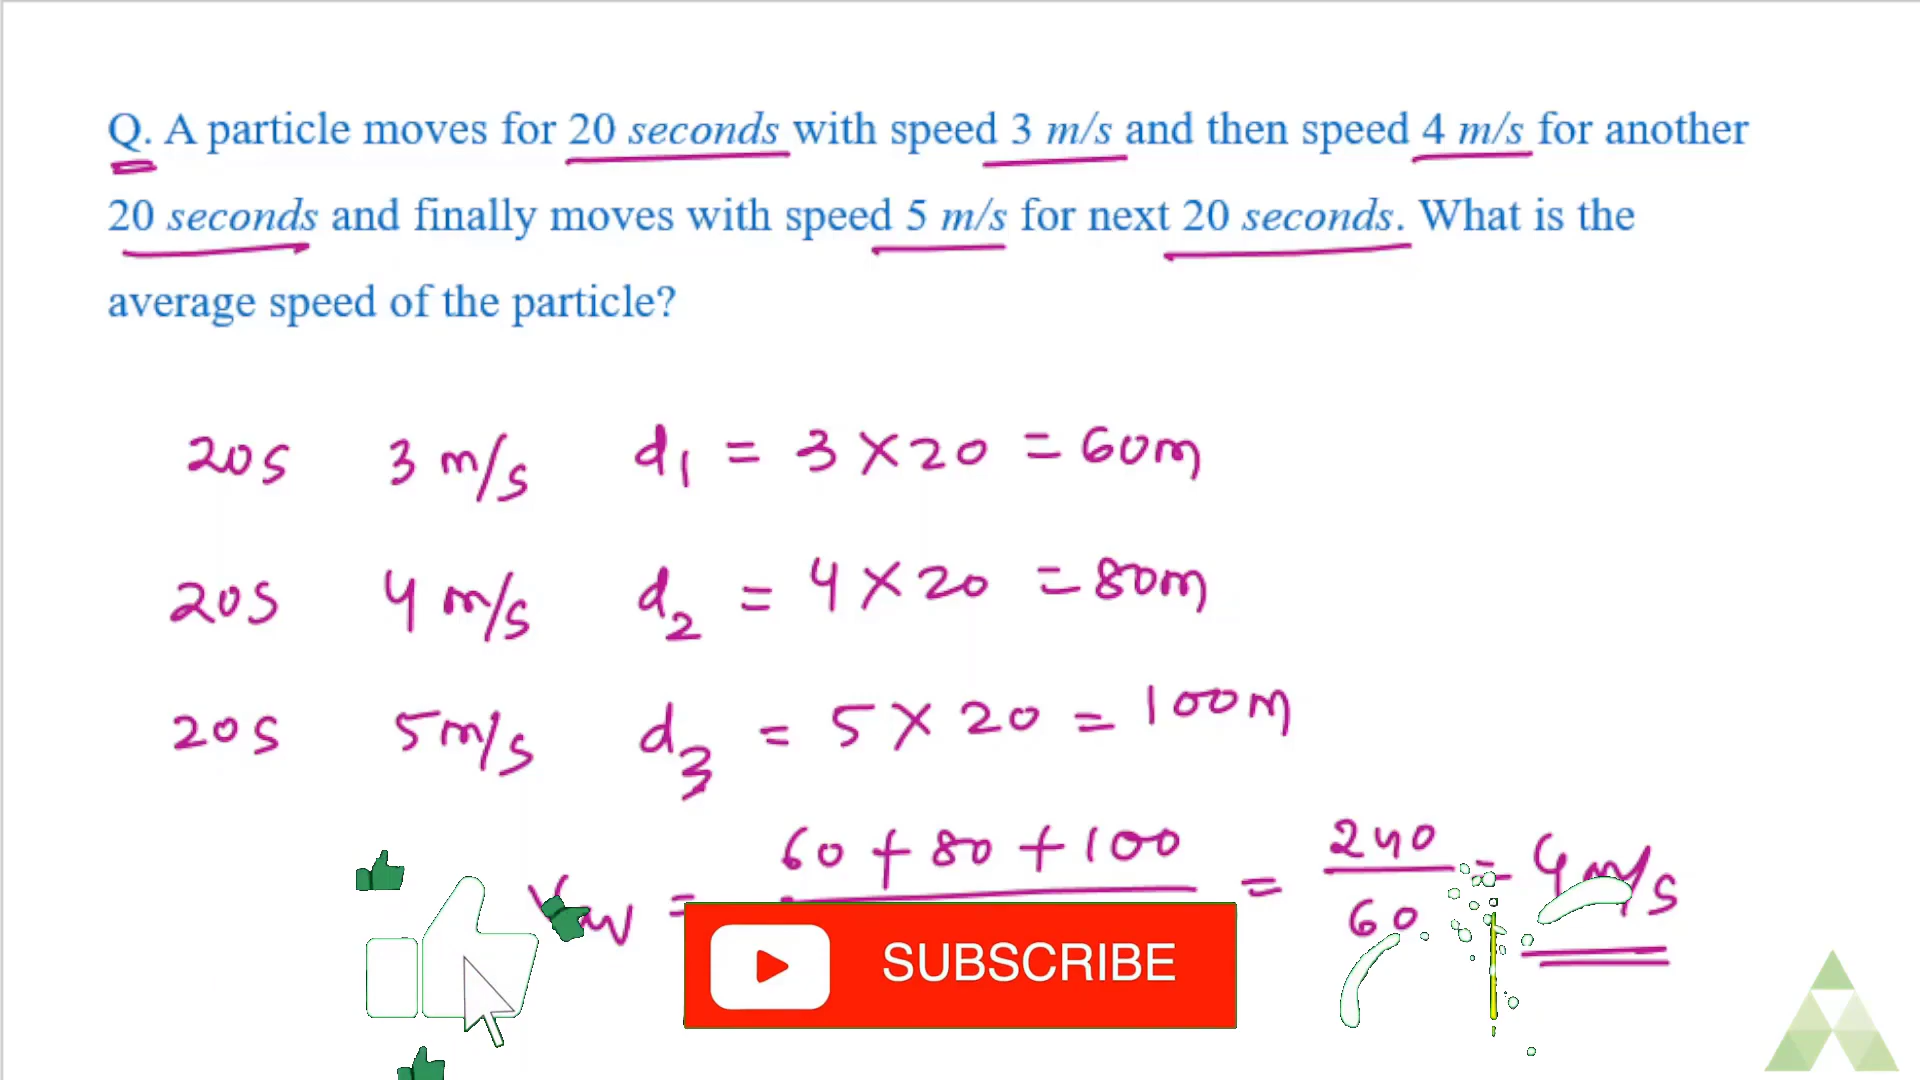 Q. A particle moves for 20 seconds with speed 3 m/s and then speed 4 m/s for another
20 seconds and finally moves with speed 5 m/s for next 20 seconds. What is the
average speed of the particle?
20s 3 m/s d1 = 3 × 20 = 60m
20s 4 m/s d2 = 4 × 20 = 80m
20s 5 m/s d3 = 5 × 20 = 100m
= 60 + 80 + 100 = 240 / 60 = 4 m/s
SUBSCRIBE